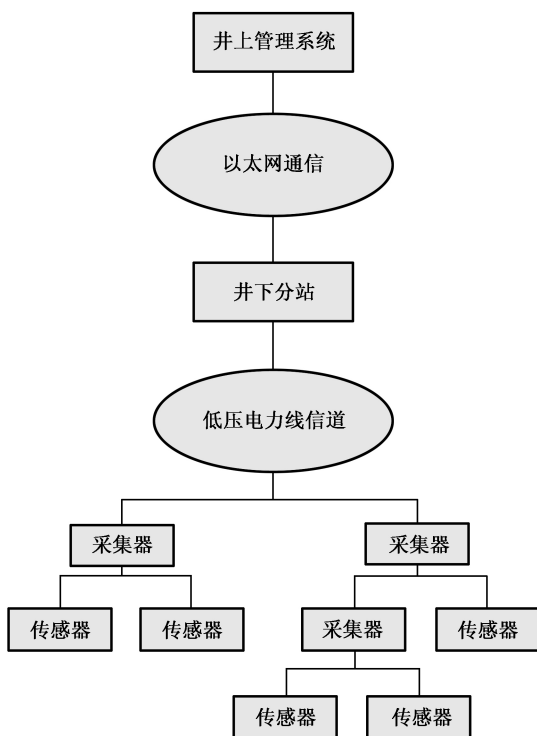 井上管理系统
以太网通信
井下分站
低压电力线信道
采集器
采集器
传感器
传感器
采集器
传感器
传感器
传感器